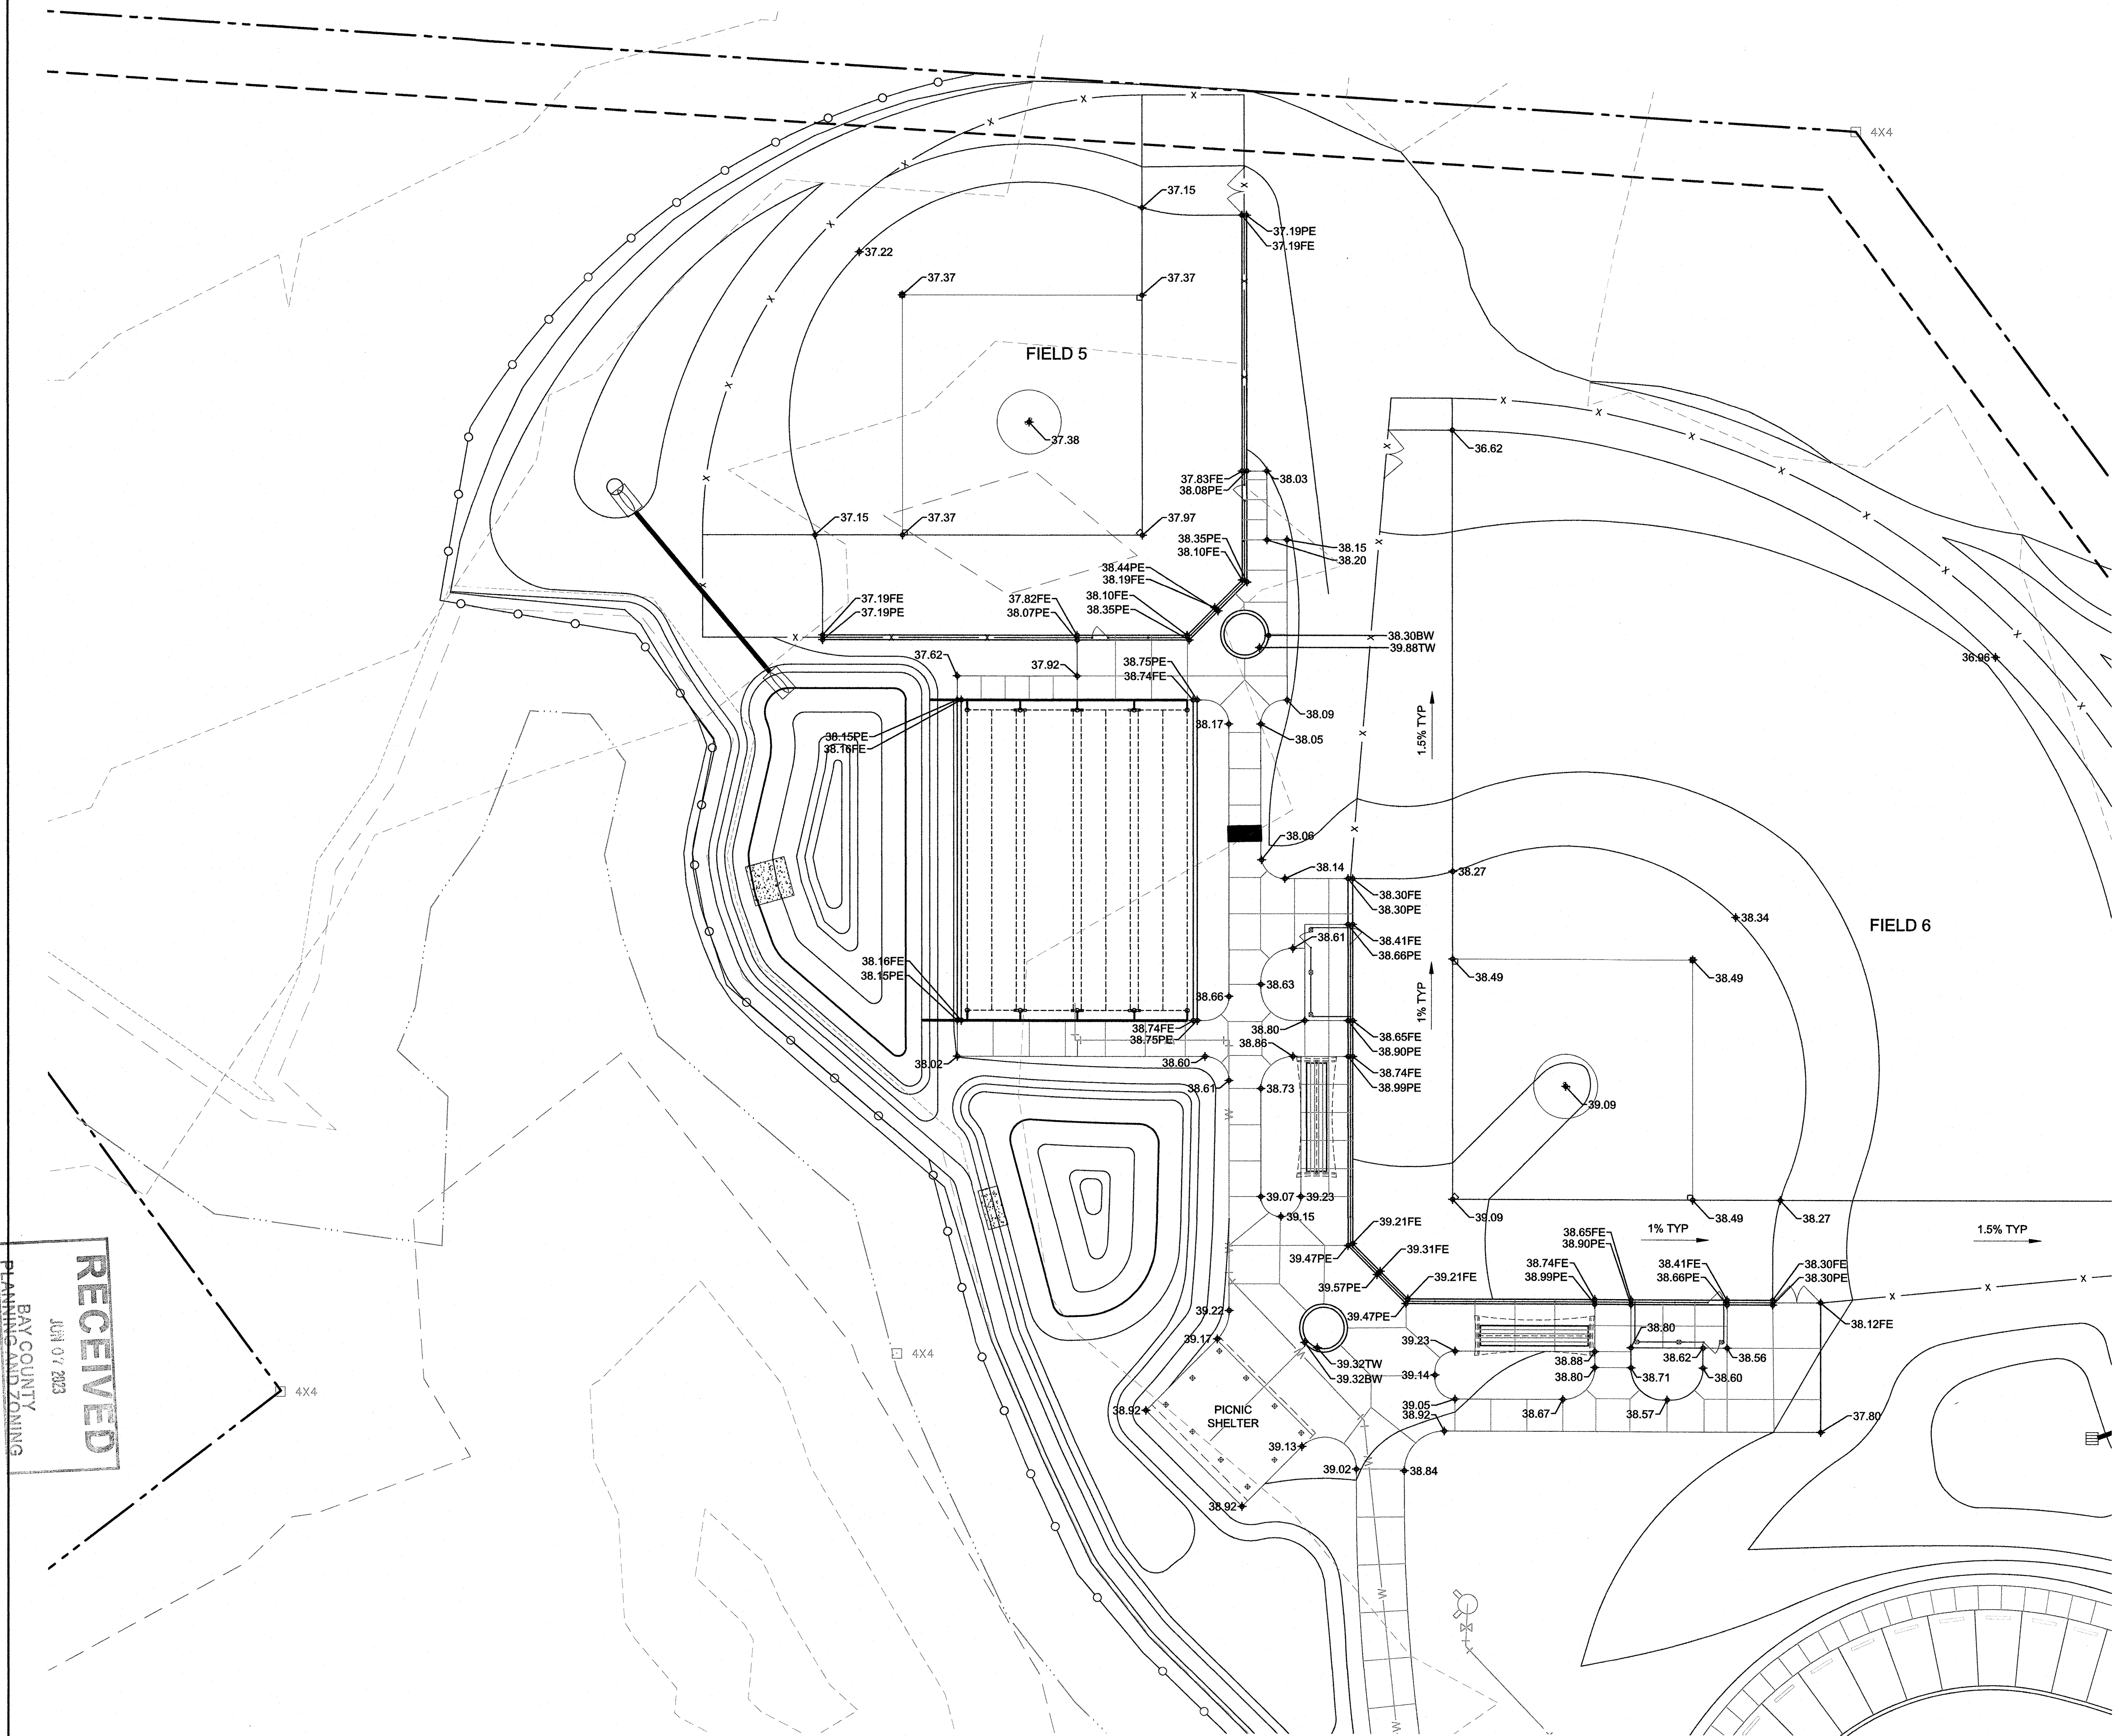 4X4
37.15
37.19PE
37.19FE
37.22
37.37
37.37
FIELD 5
37.38
36.62
37.83FE
38.08PE
38.03
37.15
37.37
37.97
38.35PE
38.10FE
38.15
38.20
38.44PE
38.19FE
37.19FE
37.19PE
37.82FE
38.07PE
38.10FE
38.35PE
38.30BW
39.88TW
36.96
37.62
37.92
38.75PE
38.74FE
38.17
38.09
38.05
1.5% TYP
38.15PE
38.16FE
38.06
38.14
38.27
38.30FE
38.30PE
38.34
FIELD 6
38.61
38.41FE
38.66PE
38.16FE
38.15PE
38.63
38.66
38.49
38.49
1% TYP
38.74FE
38.75PE
38.80
38.86
38.65FE
38.90PE
38.02
38.60
38.74FE
38.99PE
38.61
38.73
39.09
39.07
39.23
39.15
39.09
38.49
38.27
39.21FE
39.47PE
39.31FE
39.57PE
39.21FE
39.47PE
38.65FE
38.90PE
1% TYP
1.5% TYP
38.74FE
38.99PE
38.41FE
38.66PE
38.30FE
38.30PE
38.12FE
39.22
39.17
39.32TW
39.32BW
39.23
39.14
38.80
38.88
38.80
38.62
38.56
38.71
38.60
39.05
38.92
38.67
38.57
37.80
38.92
PICNIC
SHELTER
39.13
39.02
38.84
38.92
4X4
4X4
RECEIVED
JUN 07 2023
BAY COUNTY
PLANNING AND ZONING